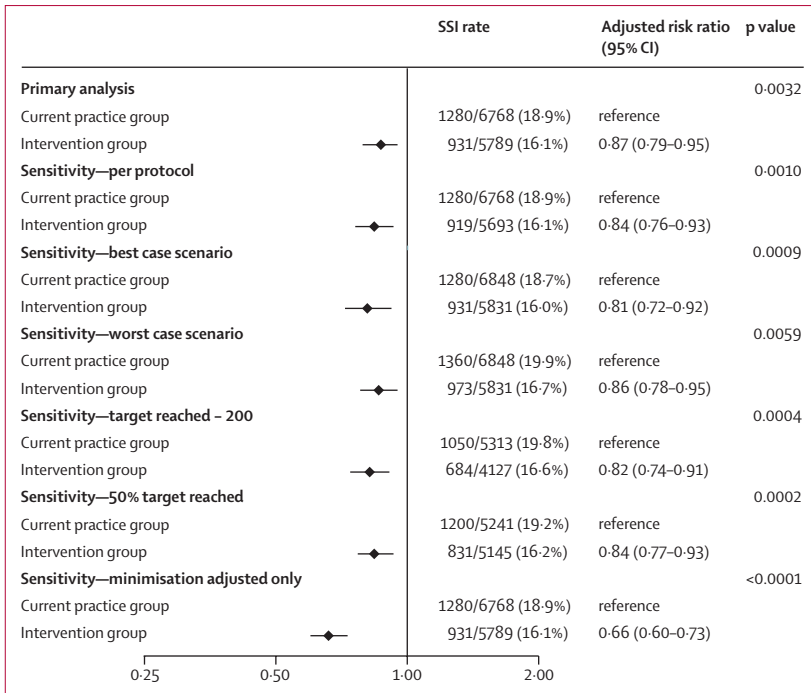 SSI rate Adjusted risk ratio (95% CI) p value
Primary analysis 0·0032
Current practice group 1280/6768 (18·9%) reference
Intervention group 931/5789 (16·1%) 0·87 (0·79–0·95)
Sensitivity—per protocol 0·0010
Current practice group 1280/6768 (18·9%) reference
Intervention group 919/5693 (16·1%) 0·84 (0·76–0·93)
Sensitivity—best case scenario 0.0009
Current practice group 1280/6848 (18·7%) reference
Intervention group 931/5831 (16·0%) 0·81 (0·72–0·92)
Sensitivity—worst case scenario 0.0059
Current practice group 1360/6848 (19·9%) reference
Intervention group 973/5831 (16·7%) 0·86 (0·78–0·95)
Sensitivity—target reached – 200 0.0004
Current practice group 1050/5313 (19·8%) reference
Intervention group 684/4127 (16·6%) 0·82 (0·74–0·91)
Sensitivity—50% target reached 0.0002
Current practice group 1200/5241 (19·2%) reference
Intervention group 831/5145 (16·2%) 0·84 (0·77–0·93)
Sensitivity—minimisation adjusted only <0·0001
Current practice group 1280/6768 (18·9%) reference
Intervention group 931/5789 (16·1%) 0·66 (0·60–0·73)
0·25 0·50 1·00 2·00